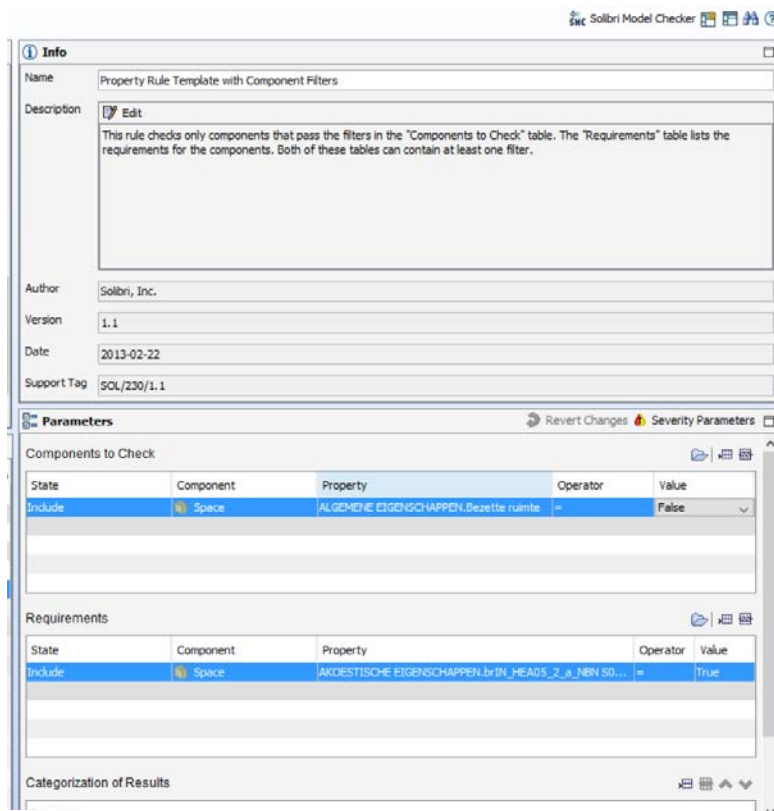 SMC Solibri Model Checker
Info
Name Property Rule Template with Component Filters
Description Edit
This rule checks only components that pass the filters in the "Components to Check" table. The "Requirements" table lists the
requirements for the components. Both of these tables can contain at least one filter.
Author Solibri, Inc.
Version 1.1
Date 2013-02-22
Support Tag SOL/230/1.1
Parameters Revert Changes Severity Parameters
Components to Check
State Component Property Operator Value
Include Space ALGEMENE EIGENSCHAPPEN.Bezette ruimte = False
Requirements
State Component Property Operator Value
Include Space AKOESTISCHE EIGENSCHAPPEN.brIN_HEA05_2_a_NBN S0... = True
Categorization of Results